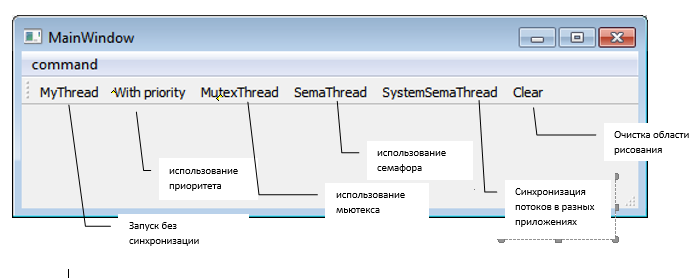 MainWindow
command
MyThread With priority MutexThread SemaThread SystemSemaThread Clear
Очистка области
рисования
использование
семафора
использование
приоритета
использование
мьютекса
Синхронизация
потоков в разных
приложениях
Запуск без
синхронизации